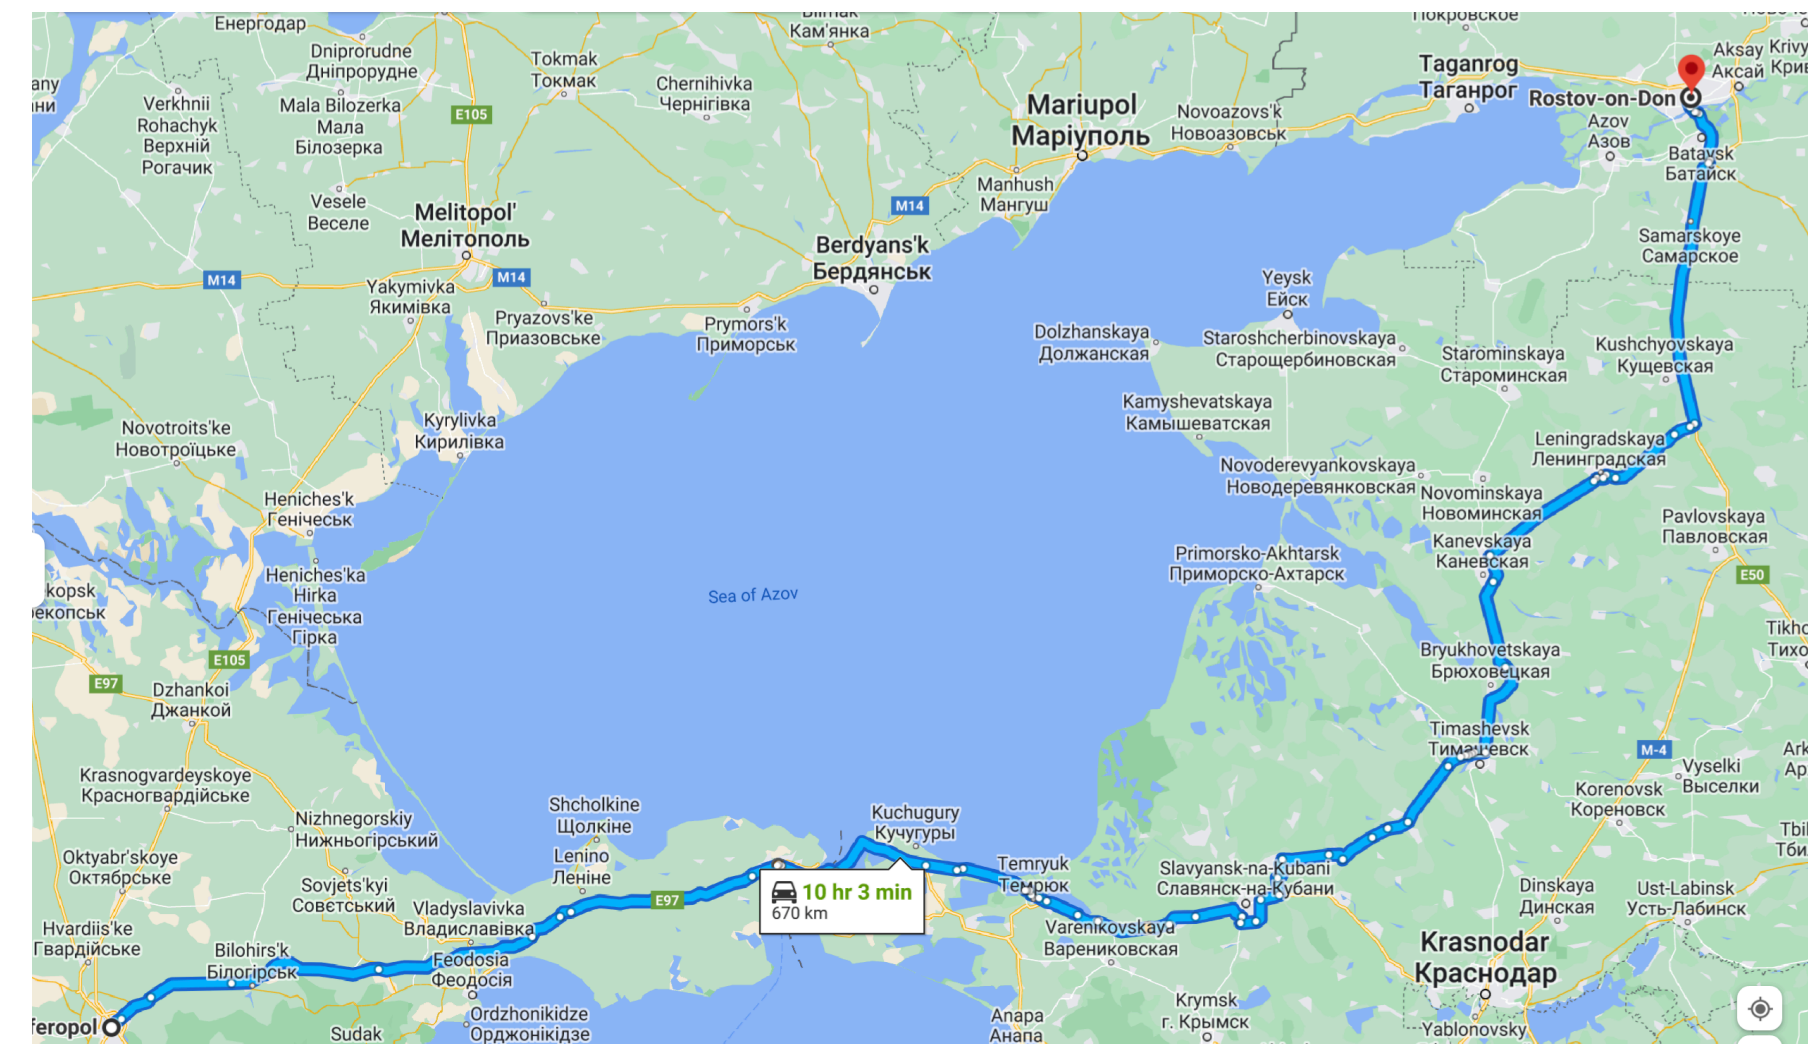 Енергодар
Dniprorudne
Дніпрорудне
Tokmak
Токмак
Кам'янка
Покровское
Chernihivka
Чернігівка
Taganrog
Таганрог
Aksay
Аксай
Rostov-on-Don
Verkhnii
Rohachyk
Верхній
Рогачик
Mala Bilozerka
Мала
Білозерка
E105
Mariupol
Маріуполь
Novoazovs'k
Новоазовськ
Azov
Азов
Bataysk
Батайск
Vesele
Веселе
Melitopol'
Мелітополь
M14
Manhush
Мангуш
Berdyans'k
Бердянськ
Samarskoye
Самарское
M14
M14
Yakymivka
Якимівка
Yeysk
Ейск
Pryazovs'ke
Приазовське
Prymors'k
Приморськ
Dolzhanskaya
Должанская
Staroshcherbinovskaya
Старощербиновская
Starominskaya
Староминская
Kushchyovskaya
Кущевская
Kyrylivka
Кирилівка
Kamyshevatskaya
Камышеватская
Novotroits'ke
Новотроїцьке
Leningradskaya
Ленинградская
Novoderevyankovskaya
Новодеревянковская
Novominskaya
Новоминская
Heniches'k
Генічеськ
Pavlovskaya
Павловская
Kanevskaya
Каневская
Primorsko-Akhtarsk
Приморско-Ахтарск
E50
Heniches'ka
Hirka
Генічеська
Гірка
Sea of Azov
E105
E97
Bryukhovetskaya
Брюховецкая
Dzhankoi
Джанкой
Timashevsk
Тимашевск
M-4
Vyselki
Выселки
Krasnogvardeyskoye
Красногвардійське
Korenovsk
Кореновск
Nizhnegorskiy
Нижньогірський
Shcholkine
Щолкіне
Kuchugury
Кучугуры
Oktyabr'skoye
Октябрське
Lenino
Леніне
Temryuk
Темрюк
Slavyansk-na-Kubani
Славянск-на-Кубани
Sovjets'kyi
Совєтський
10 hr 3 min
670 km
E97
Dinskaya
Динская
Ust-Labinsk
Усть-Лабинск
Vladyslavivka
Владиславівка
Hvardiis'ke
Гвардійське
Varenikovskaya
Варениковская
Bilohirs'k
Білогірськ
Feodosia
Феодосія
Krasnodar
Краснодар
feropol
Sudak
Ordzhonikidze
Орджонікідзе
Anapa
Анапа
Krymsk
г. Крымск
Yablonovsky